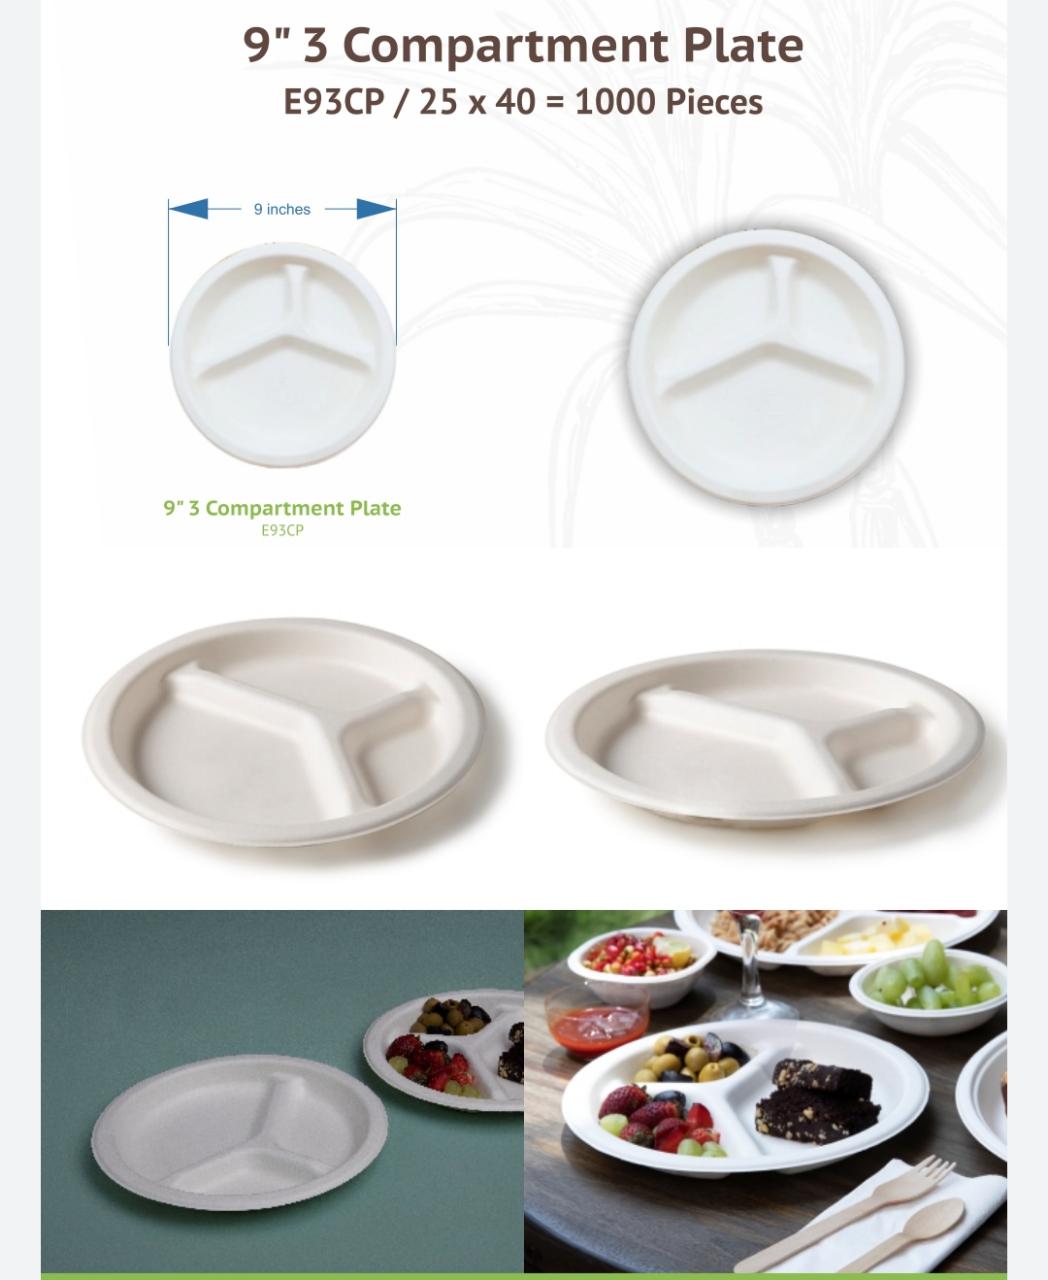 9" 3 Compartment Plate
E93CP / 25 x 40 = 1000 Pieces
9 inches
9" 3 Compartment Plate
E93CP